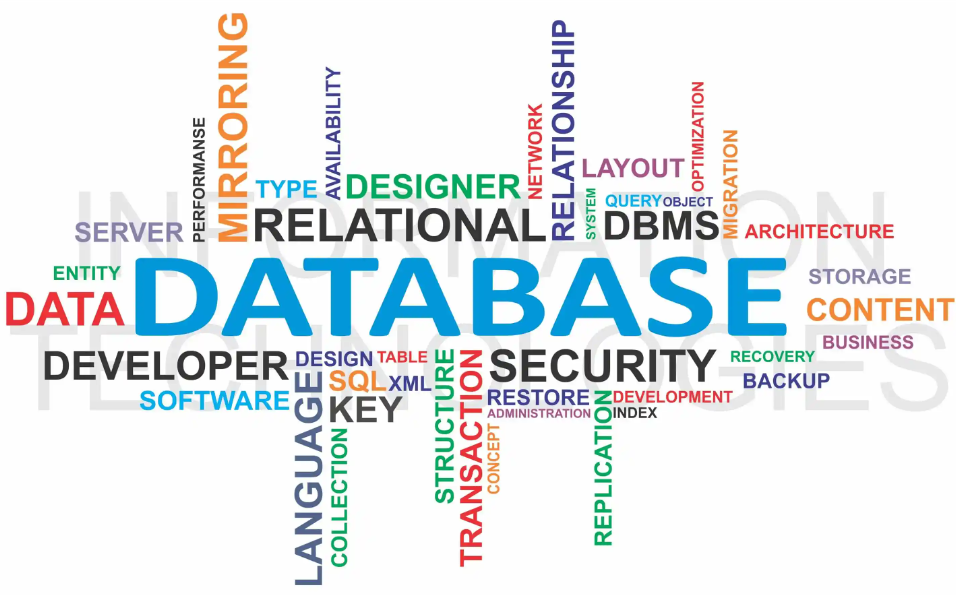 INFORMATION
TECHNOLOGIES
MIRRORING
RELATIONSHIP
AVAILABILITY
OPTIMIZATION
NETWORK
PERFORMANSE
MIGRATION
LAYOUT
TYPE
DESIGNER
SYSTEM
QUERY
OBJECT
SERVER
RELATIONAL
DBMS
ARCHITECTURE
ENTITY
DATABASE
STORAGE
DATA
CONTENT
BUSINESS
DEVELOPER
DESIGN
TABLE
SECURITY
RECOVERY
SQL
XML
BACKUP
SOFTWARE
KEY
RESTORE
DEVELOPMENT
ADMINISTRATION
INDEX
LANGUAGE
COLLECTION
STRUCTURE
TRANSACTION
CONCEPT
REPLICATION